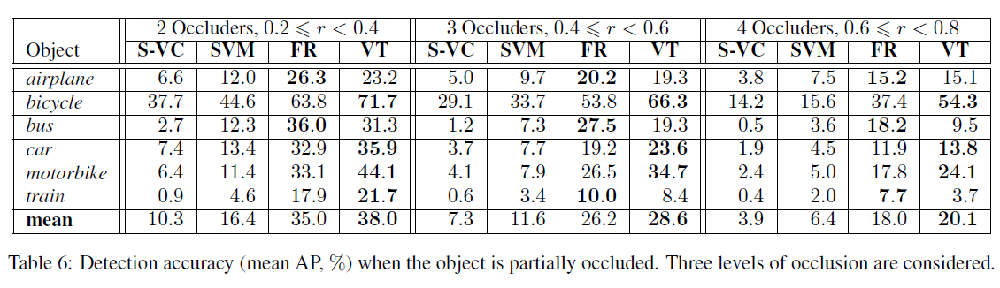 2 Occluders, 0.2 ⩽ r < 0.4 3 Occluders, 0.4 ⩽ r < 0.6 4 Occluders, 0.6 ⩽ r < 0.8
Object S-VC SVM FR VT S-VC SVM FR VT S-VC SVM FR VT
airplane 6.6 12.0 26.3 23.2 5.0 9.7 20.2 19.3 3.8 7.5 15.2 15.1
bicycle 37.7 44.6 63.8 71.7 29.1 33.7 53.8 66.3 14.2 15.6 37.4 54.3
bus 2.7 12.3 36.0 31.3 1.2 7.3 27.5 19.3 0.5 3.6 18.2 9.5
car 7.4 13.4 32.9 35.9 3.7 7.7 19.2 23.6 1.9 4.5 11.9 13.8
motorbike 6.4 11.4 33.1 44.1 4.1 7.9 26.5 34.7 2.4 5.0 17.8 24.1
train 0.9 4.6 17.9 21.7 0.6 3.4 10.0 8.4 0.4 2.0 7.7 3.7
mean 10.3 16.4 35.0 38.0 7.3 11.6 26.2 28.6 3.9 6.4 18.0 20.1
Table 6: Detection accuracy (mean AP, %) when the object is partially occluded. Three levels of occlusion are considered.